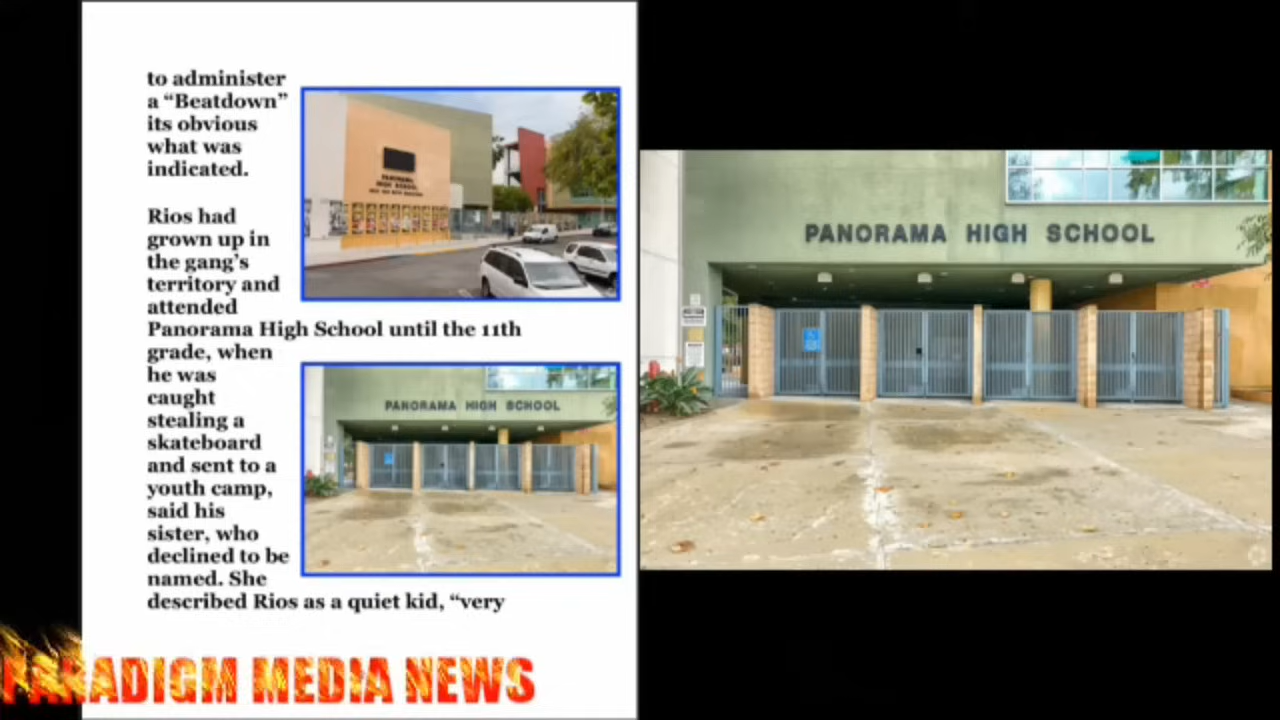 to administer
a “Beatdown”
its obvious
what was
indicated.
Rios had
grown up in
the gang’s
territory and
attended
Panorama High School until the 11th
grade, when
he was
caught
stealing a
skateboard
and sent to a
youth camp,
said his
sister, who
declined to be
named. She
described Rios as a quiet kid, “very
PANORAMA
HIGH SCHOOL
PANORAMA HIGH SCHOOL
PANORAMA HIGH SCHOOL
PARADIGM MEDIA NEWS